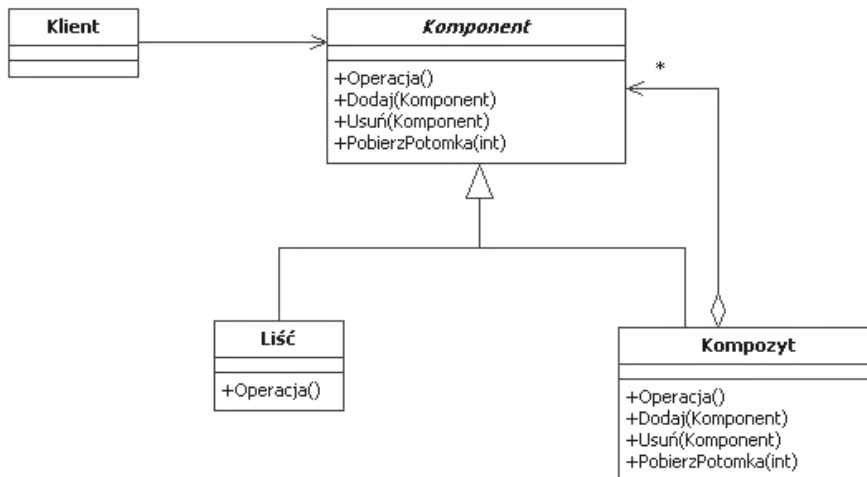 Klient
Komponent
+Operacja()
+Dodaj(Komponent)
+Usuń(Komponent)
+PobierzPotomka(int)
*
Liść
+Operacja()
Kompozyt
+Operacja()
+Dodaj(Komponent)
+Usuń(Komponent)
+PobierzPotomka(int)